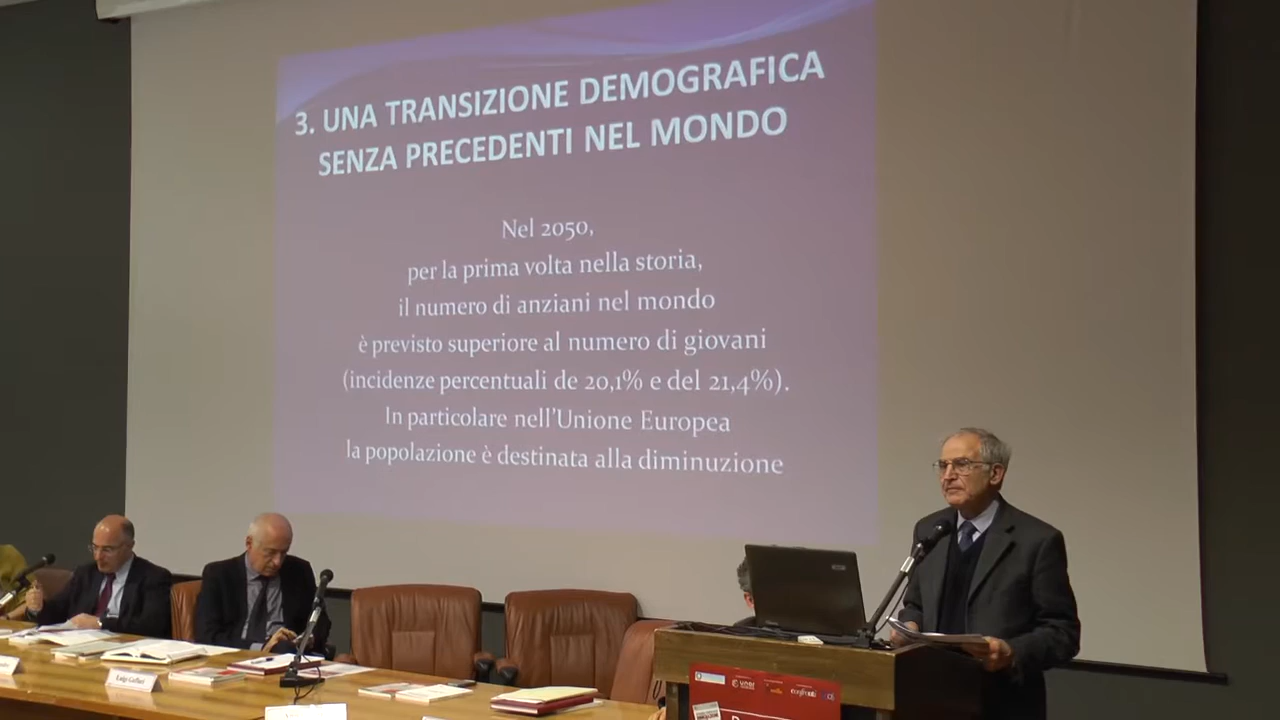 3. UNA TRANSIZIONE DEMOGRAFICA
SENZA PRECEDENTI NEL MONDO
Nel 2050,
per la prima volta nella storia,
il numero di anziani nel mondo
è previsto superiore al numero di giovani
(incidenze percentuali de 20,1% e del 21,4%).
In particolare nell'Unione Europea
la popolazione è destinata alla diminuzione
confronti